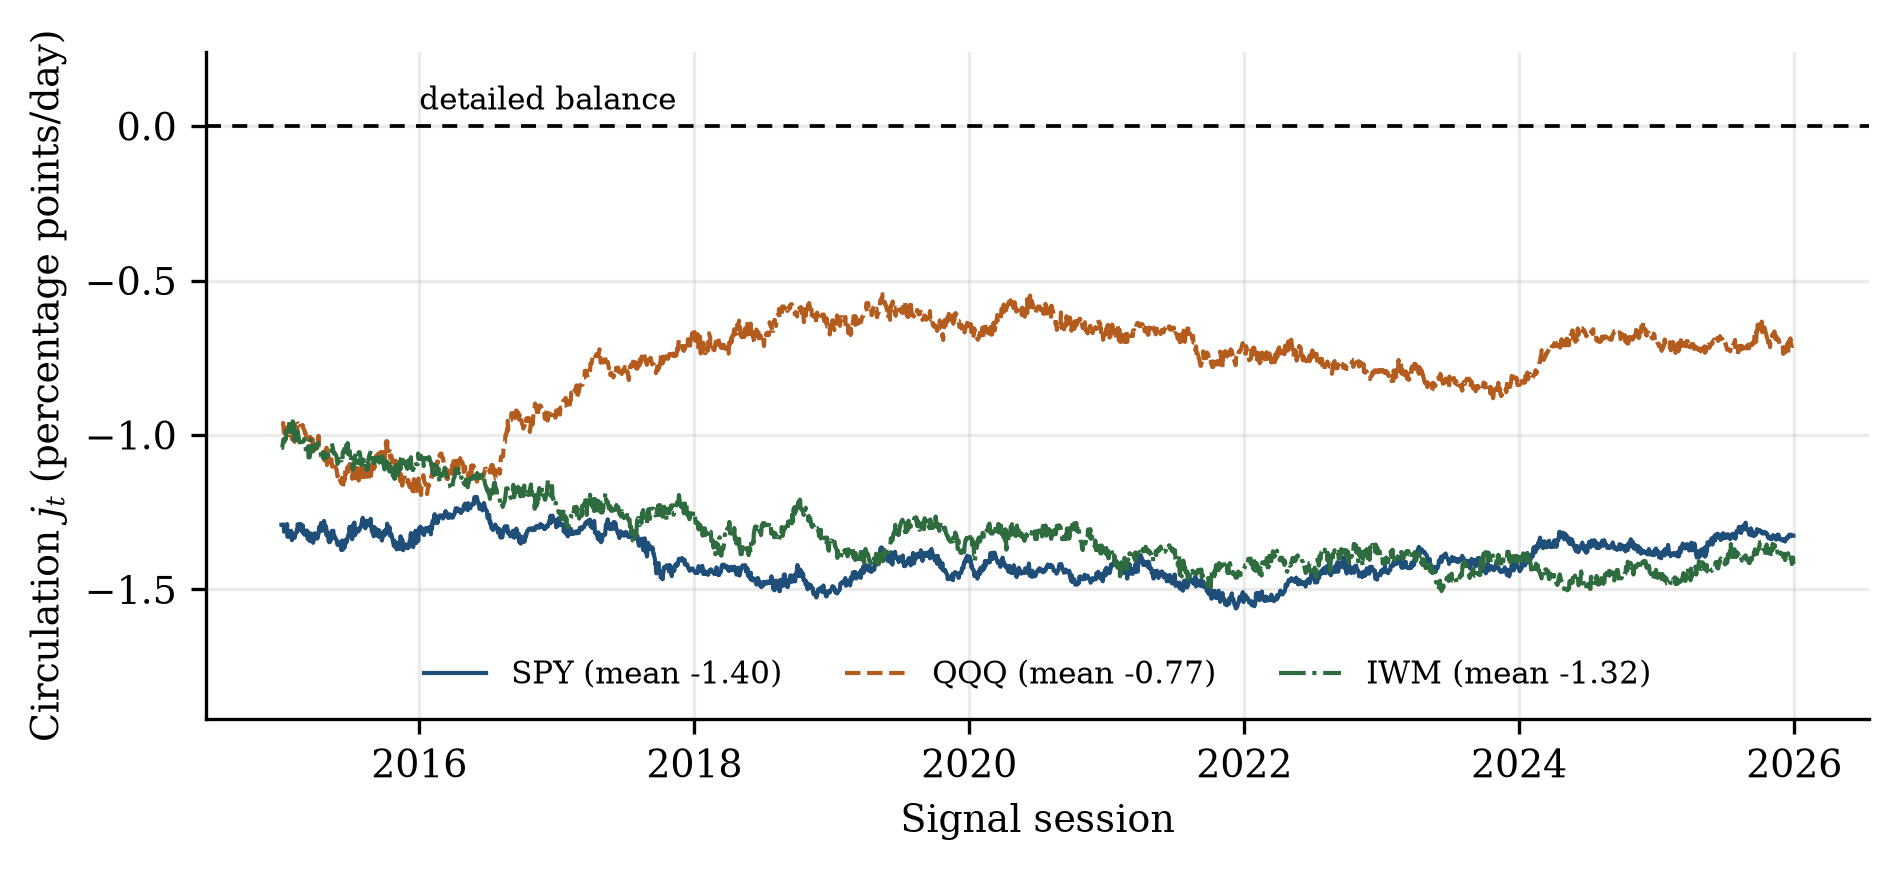 Circulation jₜ (percentage points/day)
detailed balance
0.0
−0.5
−1.0
−1.5
SPY (mean -1.40)
QQQ (mean -0.77)
IWM (mean -1.32)
2016
2018
2020
2022
2024
2026
Signal session